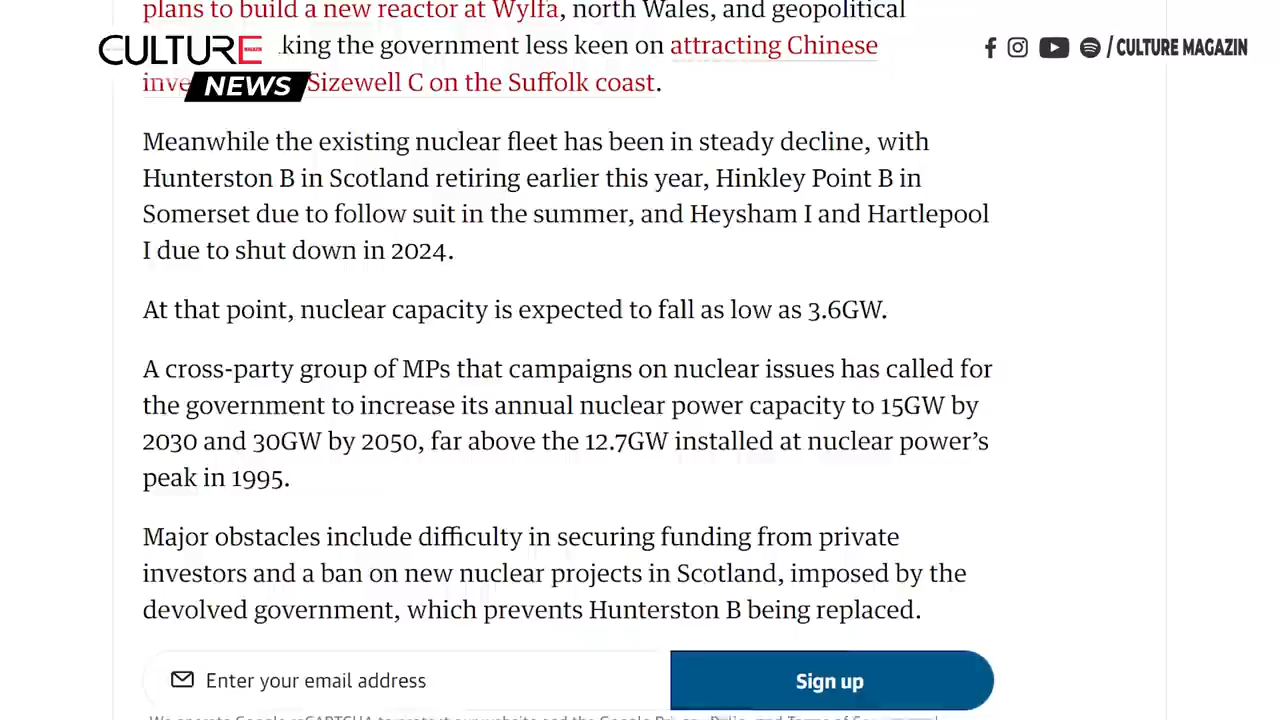 plans to build a new reactor at Wylfa, north Wales, and geopolitical
CULTURE
king the government less keen on attracting Chinese
/ CULTURE MAGAZIN
inve
NEWS
Sizewell C on the Suffolk coast.
Meanwhile the existing nuclear fleet has been in steady decline, with
Hunterston B in Scotland retiring earlier this year, Hinkley Point B in
Somerset due to follow suit in the summer, and Heysham I and Hartlepool
I due to shut down in 2024.
At that point, nuclear capacity is expected to fall as low as 3.6GW.
A cross-party group of MPs that campaigns on nuclear issues has called for
the government to increase its annual nuclear power capacity to 15GW by
2030 and 30GW by 2050, far above the 12.7GW installed at nuclear power’s
peak in 1995.
Major obstacles include difficulty in securing funding from private
investors and a ban on new nuclear projects in Scotland, imposed by the
devolved government, which prevents Hunterston B being replaced.
Enter your email address
Sign up